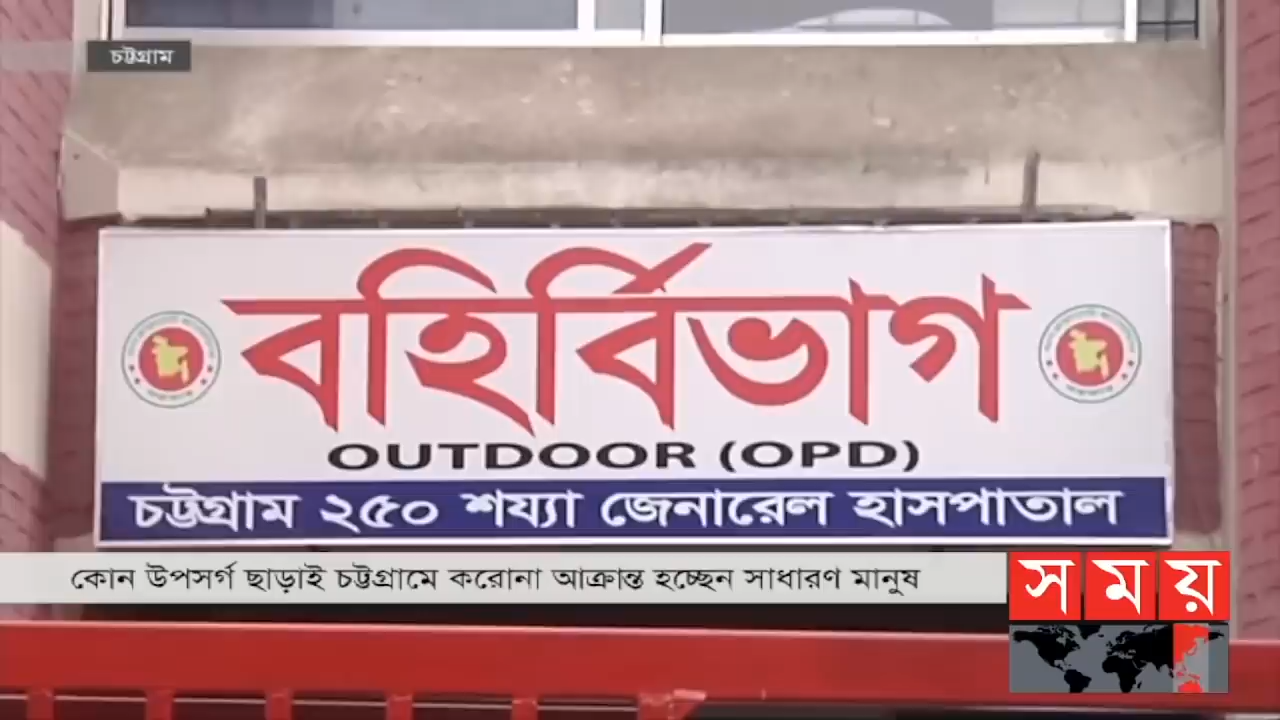 চট্টগ্রাম
বহির্বিভাগ
OUTDOOR (OPD)
চট্টগ্রাম ২৫০ শয্যা জেনারেল হাসপাতাল
কোন উপসর্গ ছাড়াই চট্টগ্রামে করোনা আক্রান্ত হচ্ছেন সাধারণ মানুষ
সময়